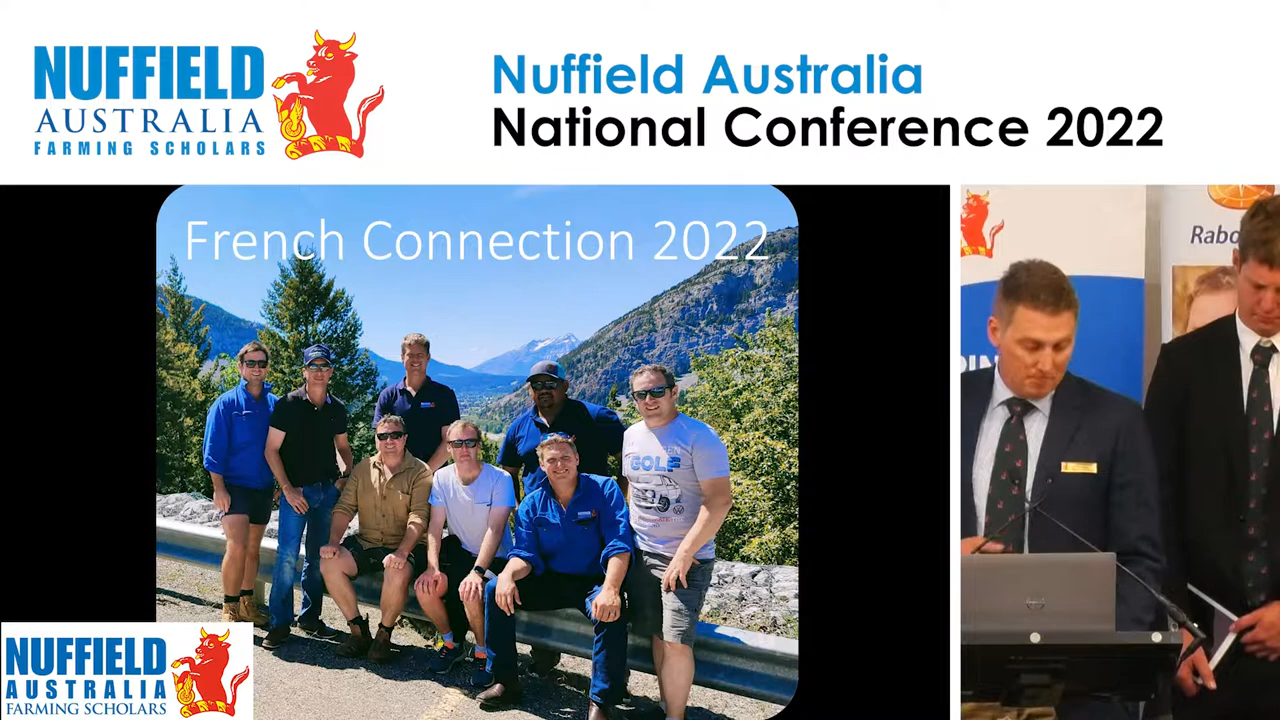 NUFFIELD
AUSTRALIA
FARMING SCHOLARS
Nuffield Australia
National Conference 2022
French Connection 2022
Rabo
GOLF
NUFFIELD
AUSTRALIA
FARMING SCHOLARS